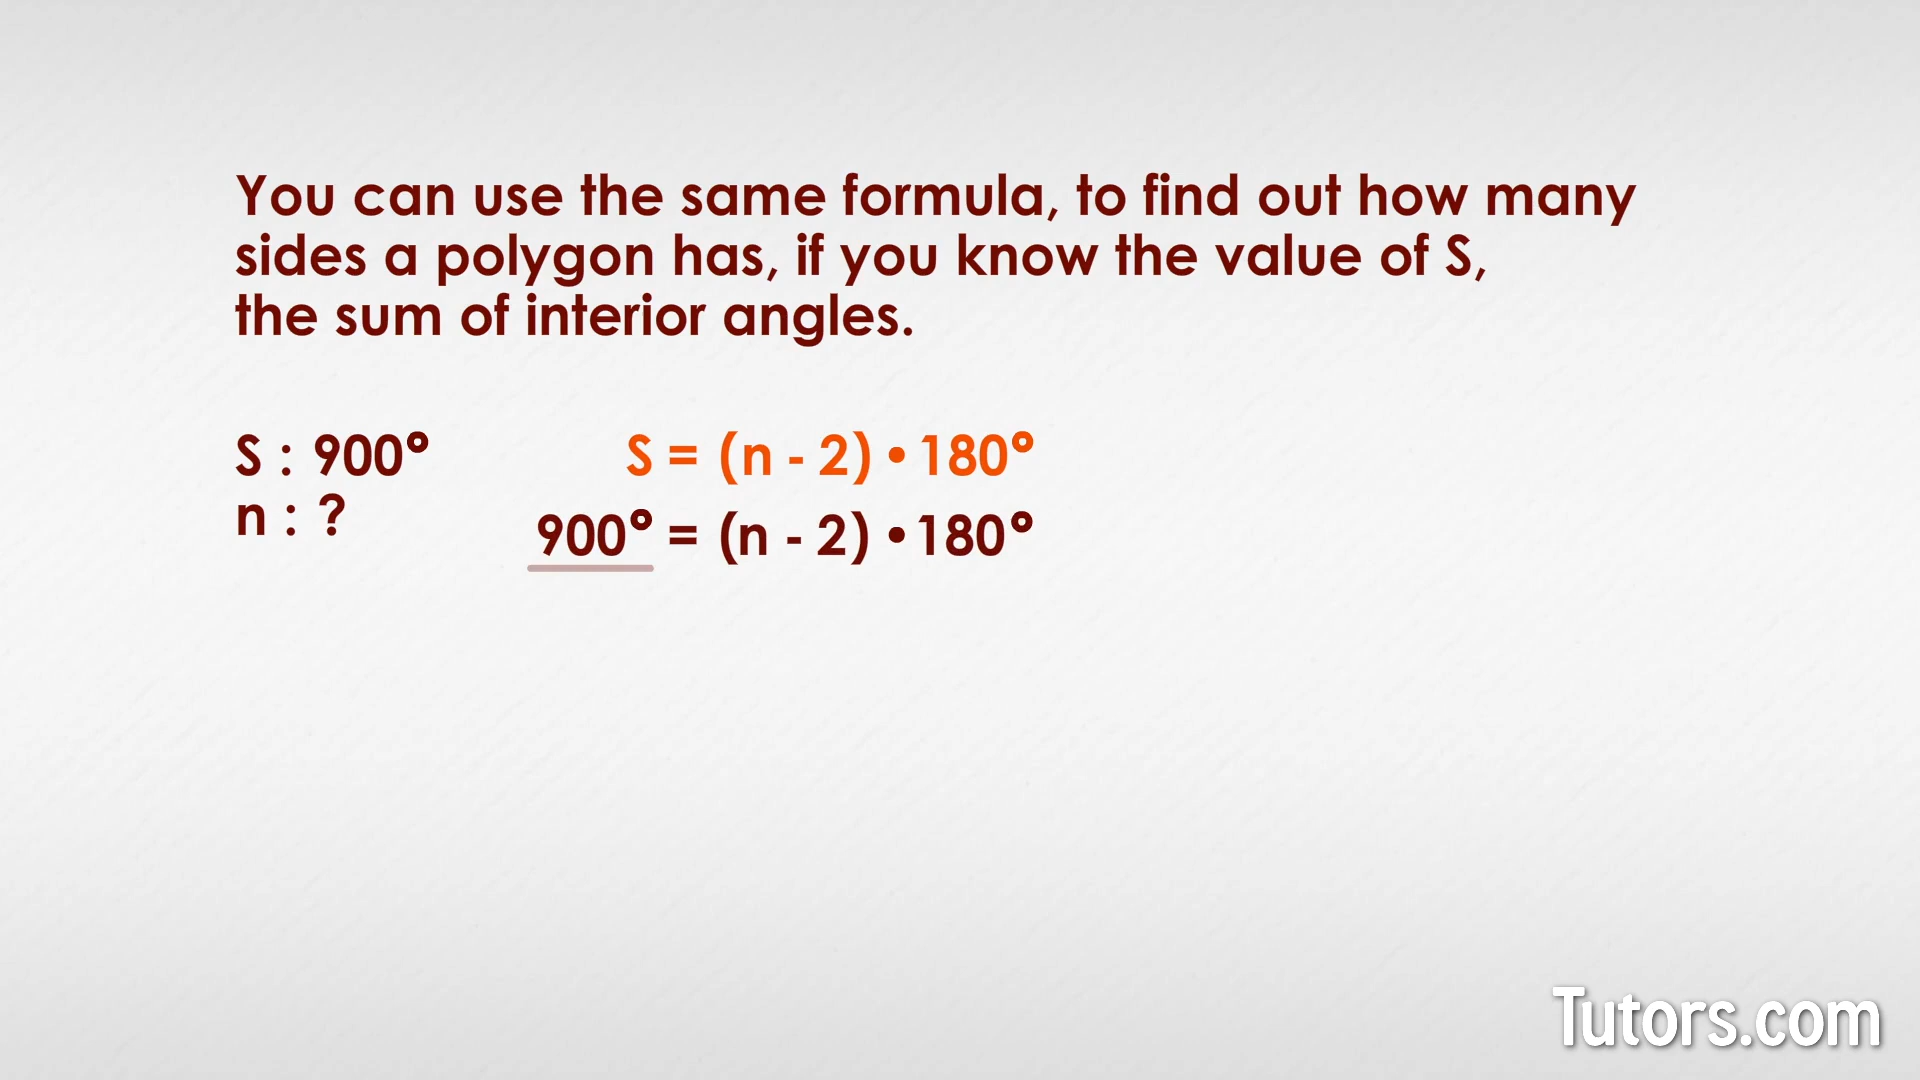 You can use the same formula, to find out how many
sides a polygon has, if you know the value of S,
the sum of interior angles.
S : 900°
n : ?
S = (n - 2) • 180°
900° = (n - 2) • 180°
Tutors.com